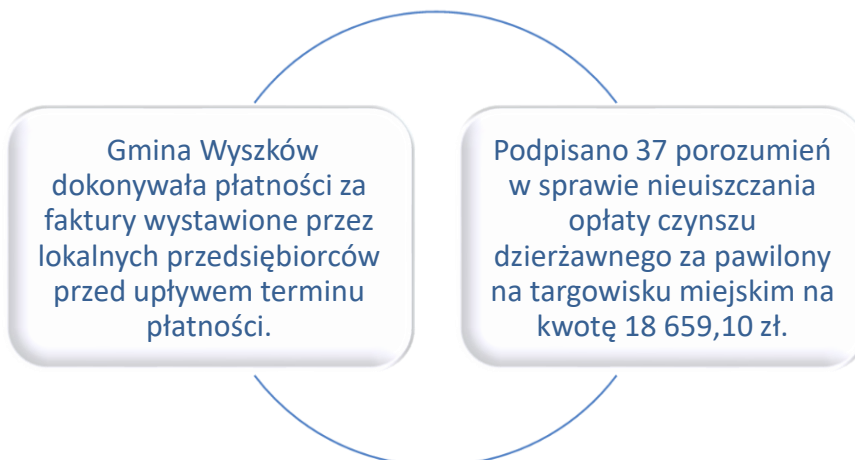 Gmina Wyszków
dokonywała płatności za
faktury wystawione przez
lokalnych przedsiębiorców
przed upływem terminu
płatności.
Podpisano 37 porozumień
w sprawie nieuiszczania
opłaty czynszu
dzierżawnego za pawilony
na targowisku miejskim na
kwotę 18 659,10 zł.